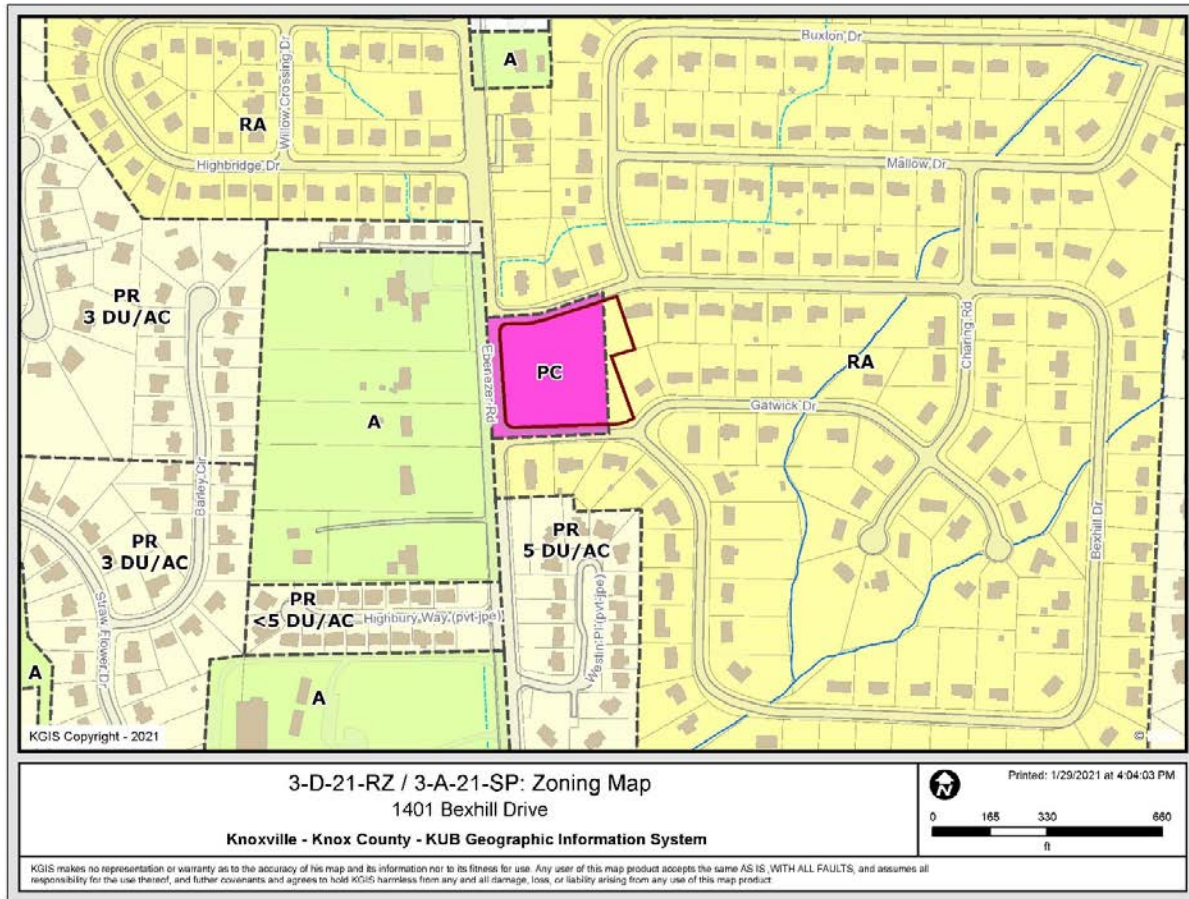 Buxton Dr
A
Willow Crossing Dr
RA
Mallow Dr
Highbridge Dr
PR
3 DU/AC
Charing Rd
Ebenezer Rd
PC
RA
A
Gatwick Dr
Barley Cir
PR
5 DU/AC
Bexhill Dr
PR
3 DU/AC
PR
<5 DU/AC
Highbury Way (pvt-jpe)
Straw Flower Dr
Westin Pl (pvt-jpe)
A
A
KGIS Copyright - 2021
©
3-D-21-RZ / 3-A-21-SP: Zoning Map
1401 Bexhill Drive
Knoxville - Knox County - KUB Geographic Information System
N
Printed: 1/29/2021 at 4:04:03 PM
0 165 330 660
ft
KGIS makes no representation or warranty as to the accuracy of his map and its information nor to its fitness for use. Any user of this map product accepts the same AS IS ,WITH ALL FAULTS, and assumes all
responsibility for the use thereof, and futher covenants and agrees to hold KGIS harmless from any and all damage, loss, or liability arising from any use of this map product.